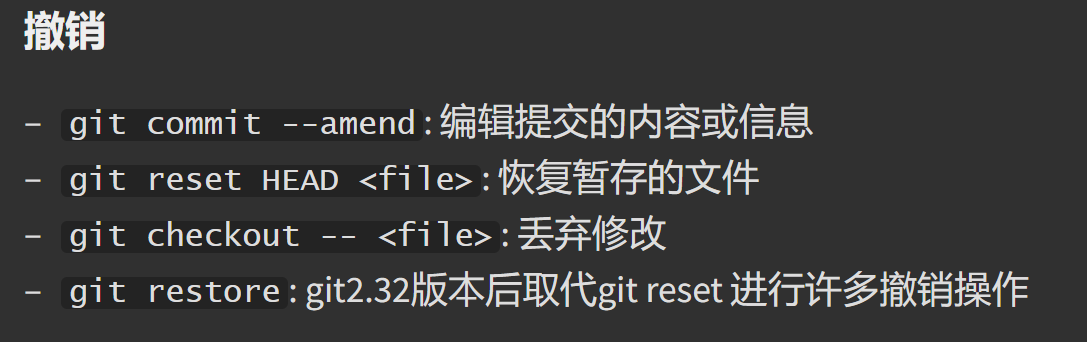 撤销
- git commit --amend: 编辑提交的内容或信息
- git reset HEAD <file>: 恢复暂存的文件
- git checkout -- <file>: 丢弃修改
- git restore: git2.32版本后取代git reset 进行许多撤销操作